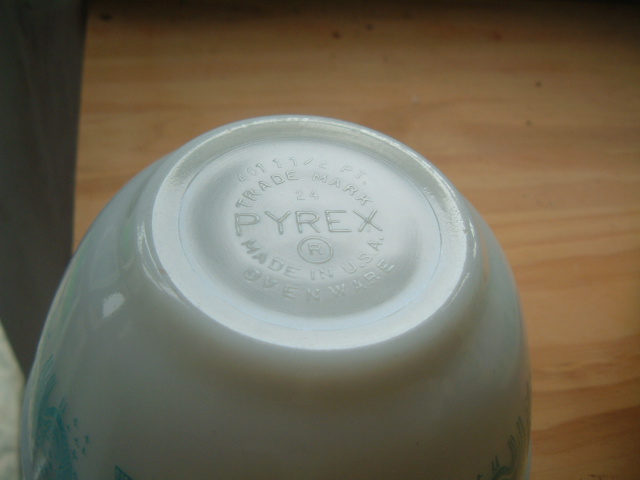 401 1 1/2 PT.
TRADE MARK
24
PYREX
®
MADE IN U.S.A.
OVENWARE